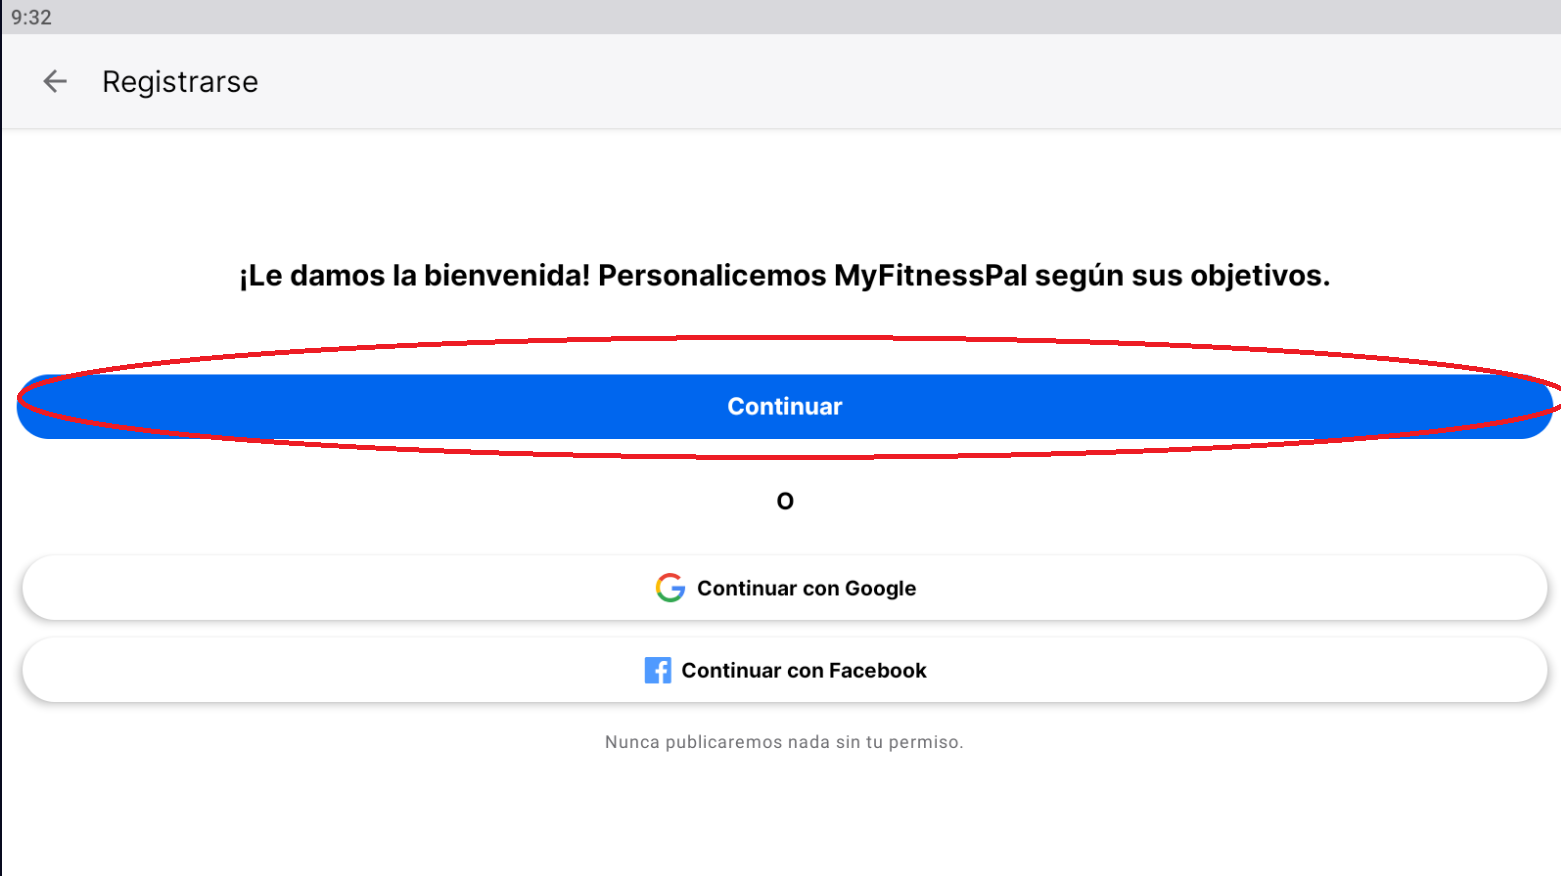 9:32
Registrarse
¡Le damos la bienvenida! Personalicemos MyFitnessPal según sus objetivos.
Continuar
O
Continuar con Google
Continuar con Facebook
Nunca publicaremos nada sin tu permiso.